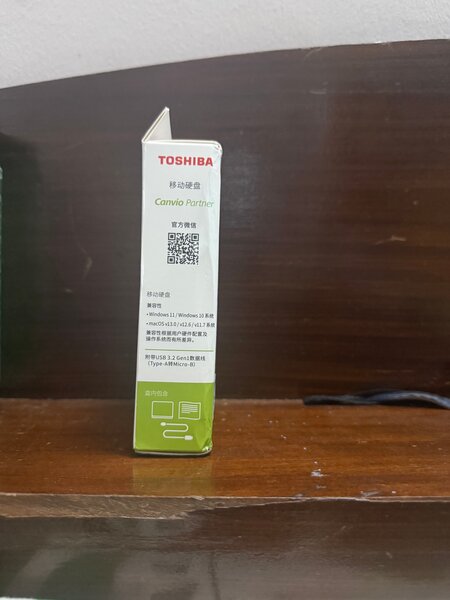 TOSHIBA
移动硬盘
Canvio Partner
官方微信
移动硬盘
兼容性
• Windows 11 / Windows 10 系统
• macOS v13.0 / v12.6 / v11.7 系统
兼容性根据用户硬件配置及
操作系统而有所差异。
附带USB 3.2 Gen1数据线
（Type-A转Micro-B）
盒内包含